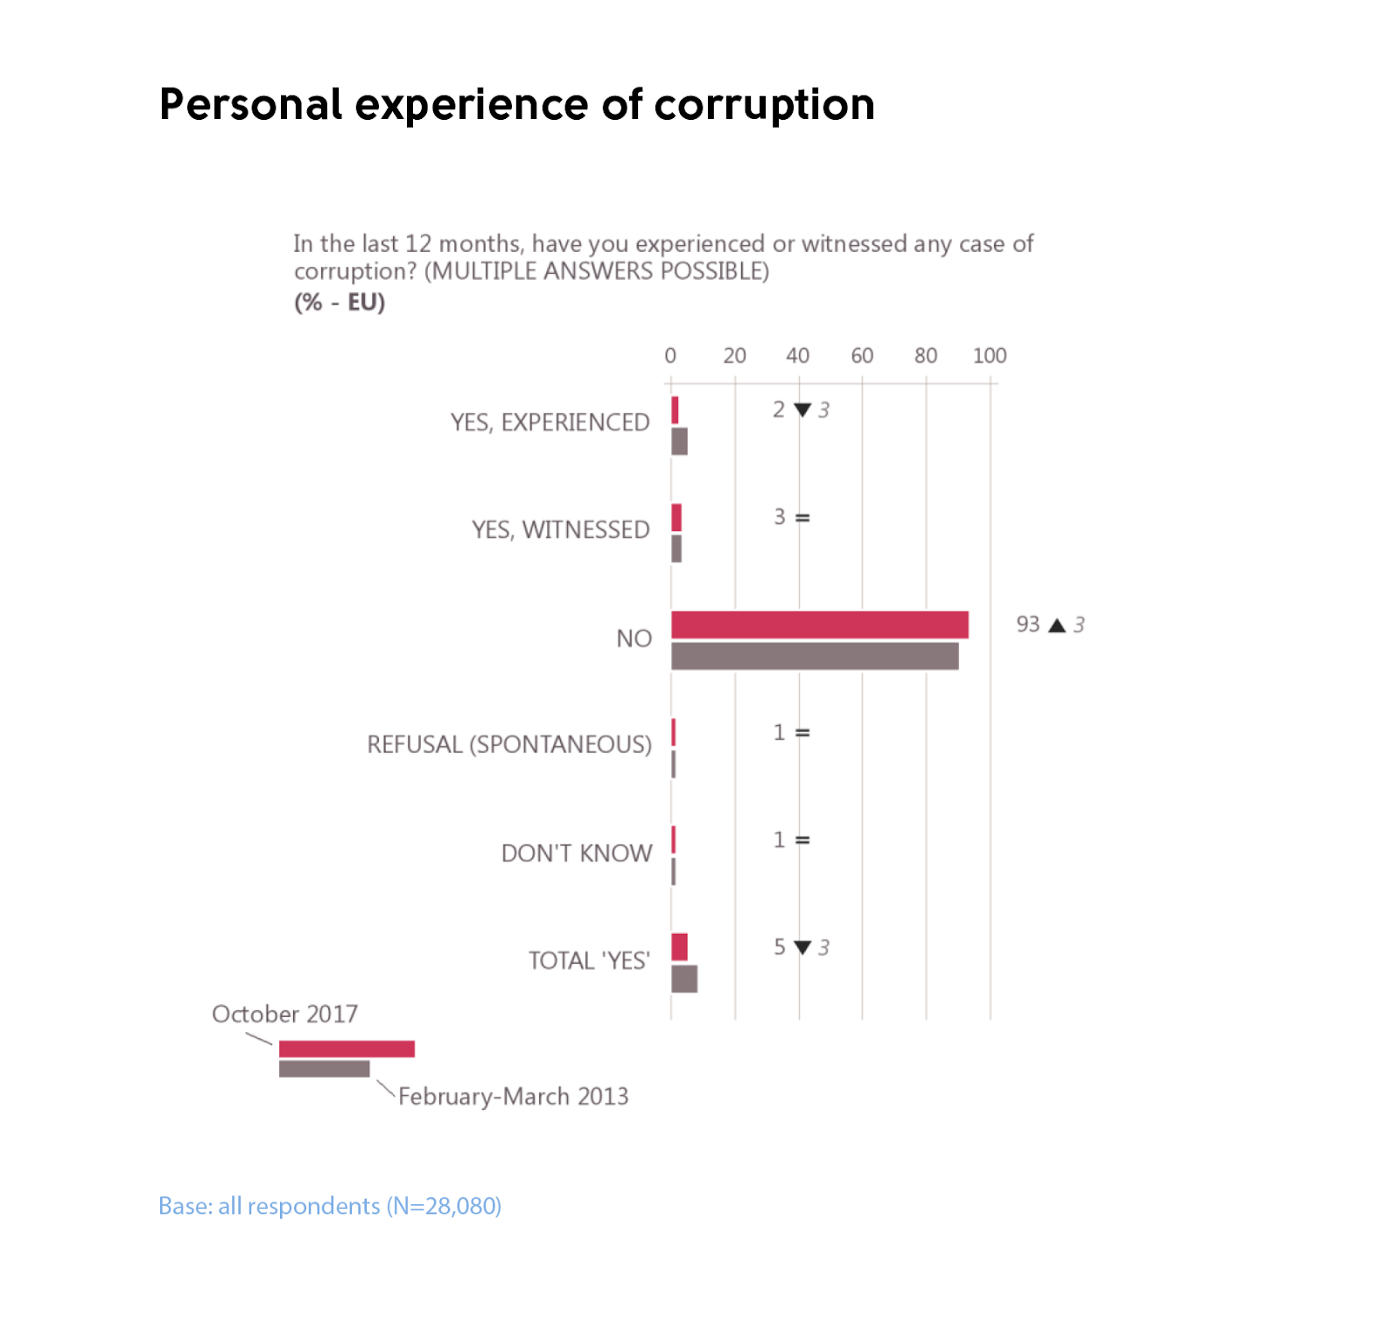 Personal experience of corruption
In the last 12 months, have you experienced or witnessed any case of
corruption? (MULTIPLE ANSWERS POSSIBLE)
(% - EU)
0 20 40 60 80 100
YES, EXPERIENCED 2 ▼ 3
YES, WITNESSED 3 =
NO 93 ▲ 3
REFUSAL (SPONTANEOUS) 1 =
DON'T KNOW 1 =
TOTAL 'YES' 5 ▼ 3
October 2017
February-March 2013
Base: all respondents (N=28,080)